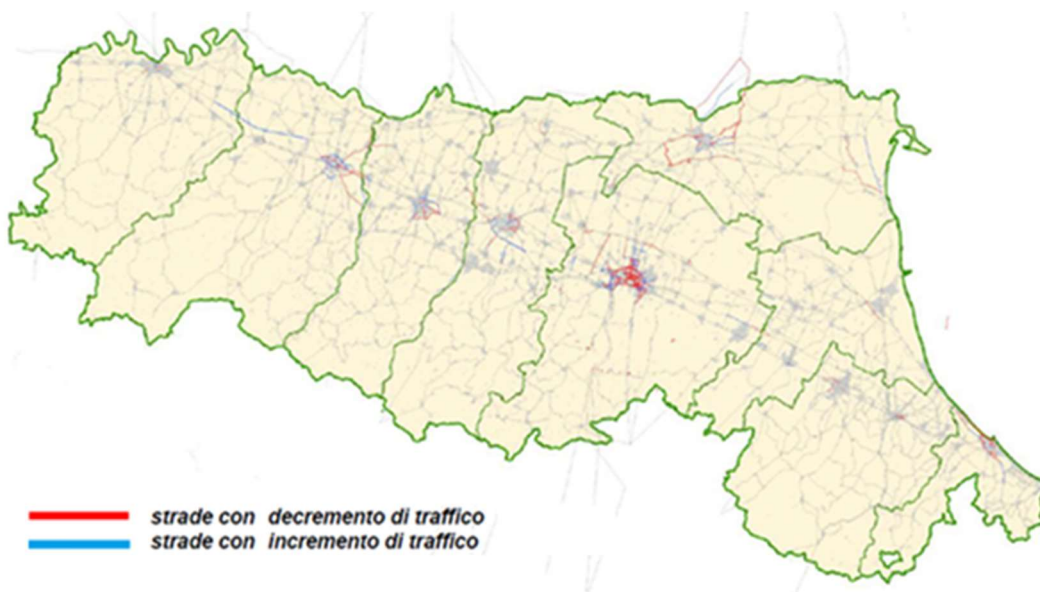 strade con decremento di traffico
strade con incremento di traffico